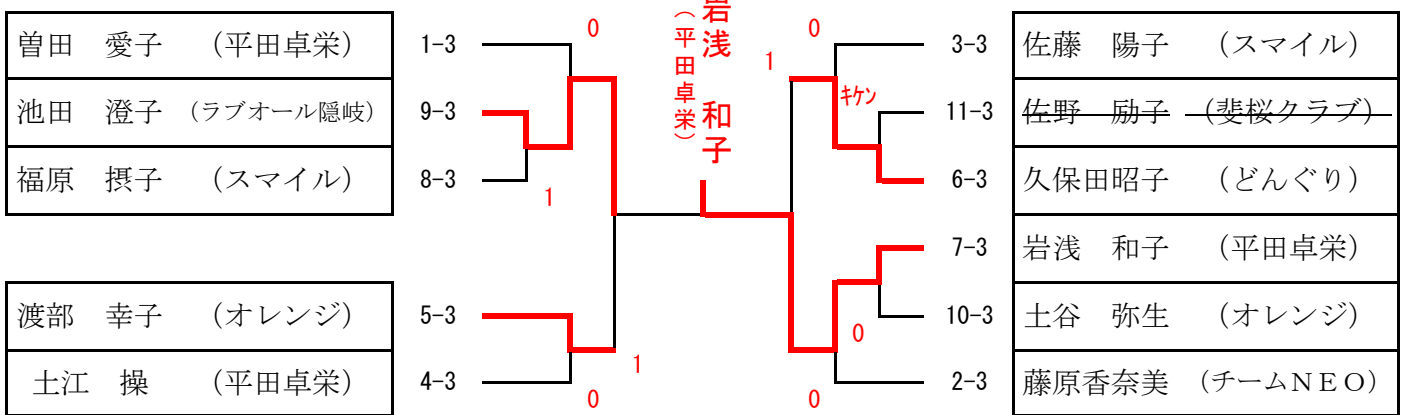 曽田 愛子 （平田卓栄） 1-3 0
池田 澄子 （ラブオール隠岐） 9-3
福原 摂子 （スマイル） 8-3 1
渡部 幸子 （オレンジ） 5-3 1
土江 操 （平田卓栄） 4-3 0
岩浅 和子
（平田卓栄）
0 3-3 佐藤 陽子 （スマイル）
1 キケン 11-3 佐野 励子 （斐桜クラブ）
6-3 久保田昭子 （どんぐり）
7-3 岩浅 和子 （平田卓栄）
0 10-3 土谷 弥生 （オレンジ）
0 2-3 藤原香奈美 （チームＮＥＯ）